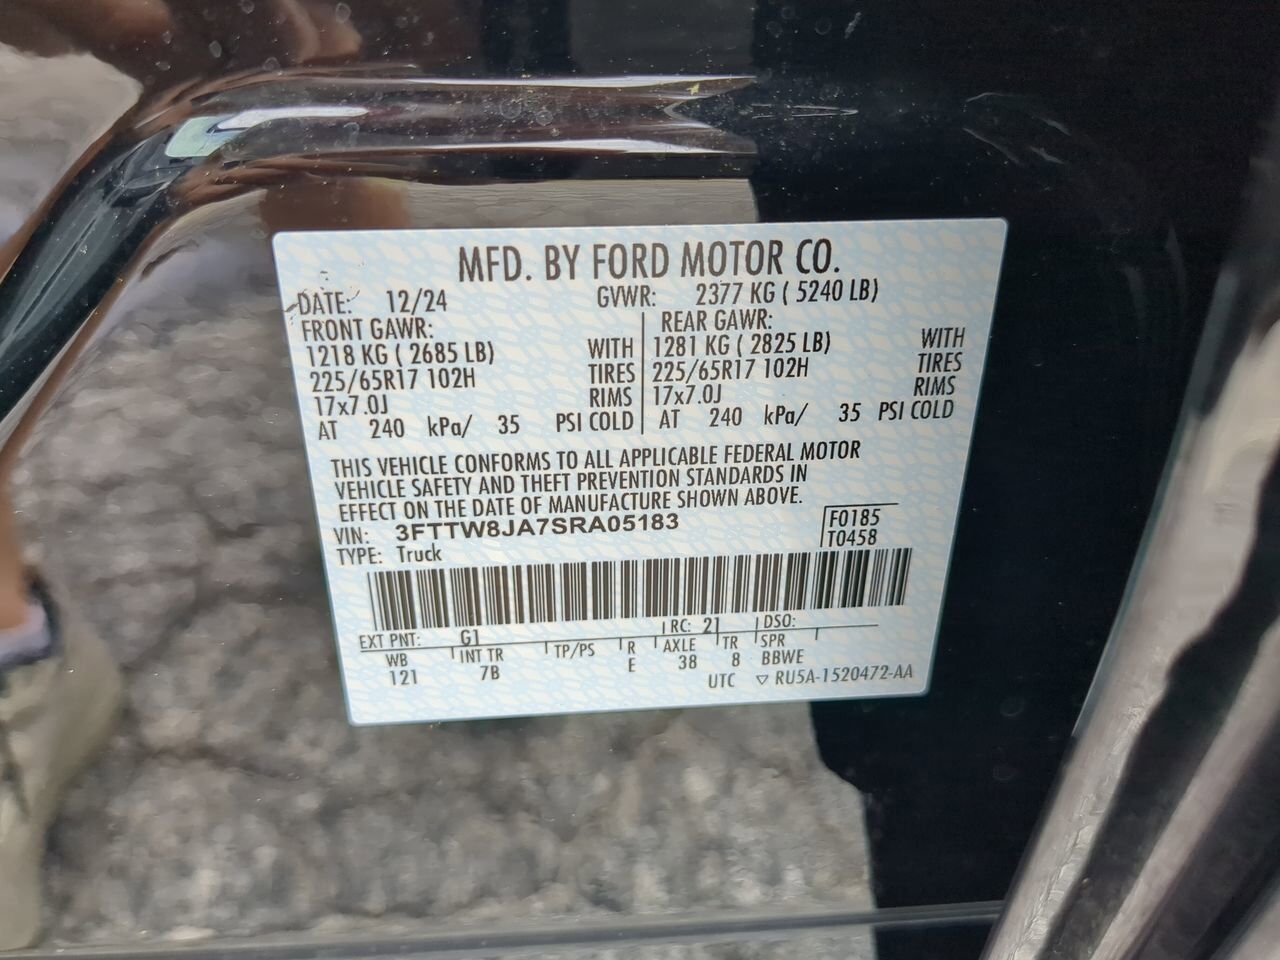 MFD. BY FORD MOTOR CO.
DATE: 12/24 GVWR: 2377 KG ( 5240 LB)
FRONT GAWR: REAR GAWR:
1218 KG ( 2685 LB) WITH 1281 KG ( 2825 LB) WITH
225/65R17 102H TIRES 225/65R17 102H TIRES
17x7.0J RIMS 17x7.0J RIMS
AT 240 kPa/ 35 PSI COLD AT 240 kPa/ 35 PSI COLD
THIS VEHICLE CONFORMS TO ALL APPLICABLE FEDERAL MOTOR
VEHICLE SAFETY AND THEFT PREVENTION STANDARDS IN
EFFECT ON THE DATE OF MANUFACTURE SHOWN ABOVE.
VIN: 3FTTW8JA7SRA05183 F0185
TYPE: Truck T0458
EXT PNT: G1 RC: 21 DSO:
WB INT TR TP/PS R AXLE TR SPR
121 7B E 38 8 BBWE
UTC ▽ RU5A-1520472-AA